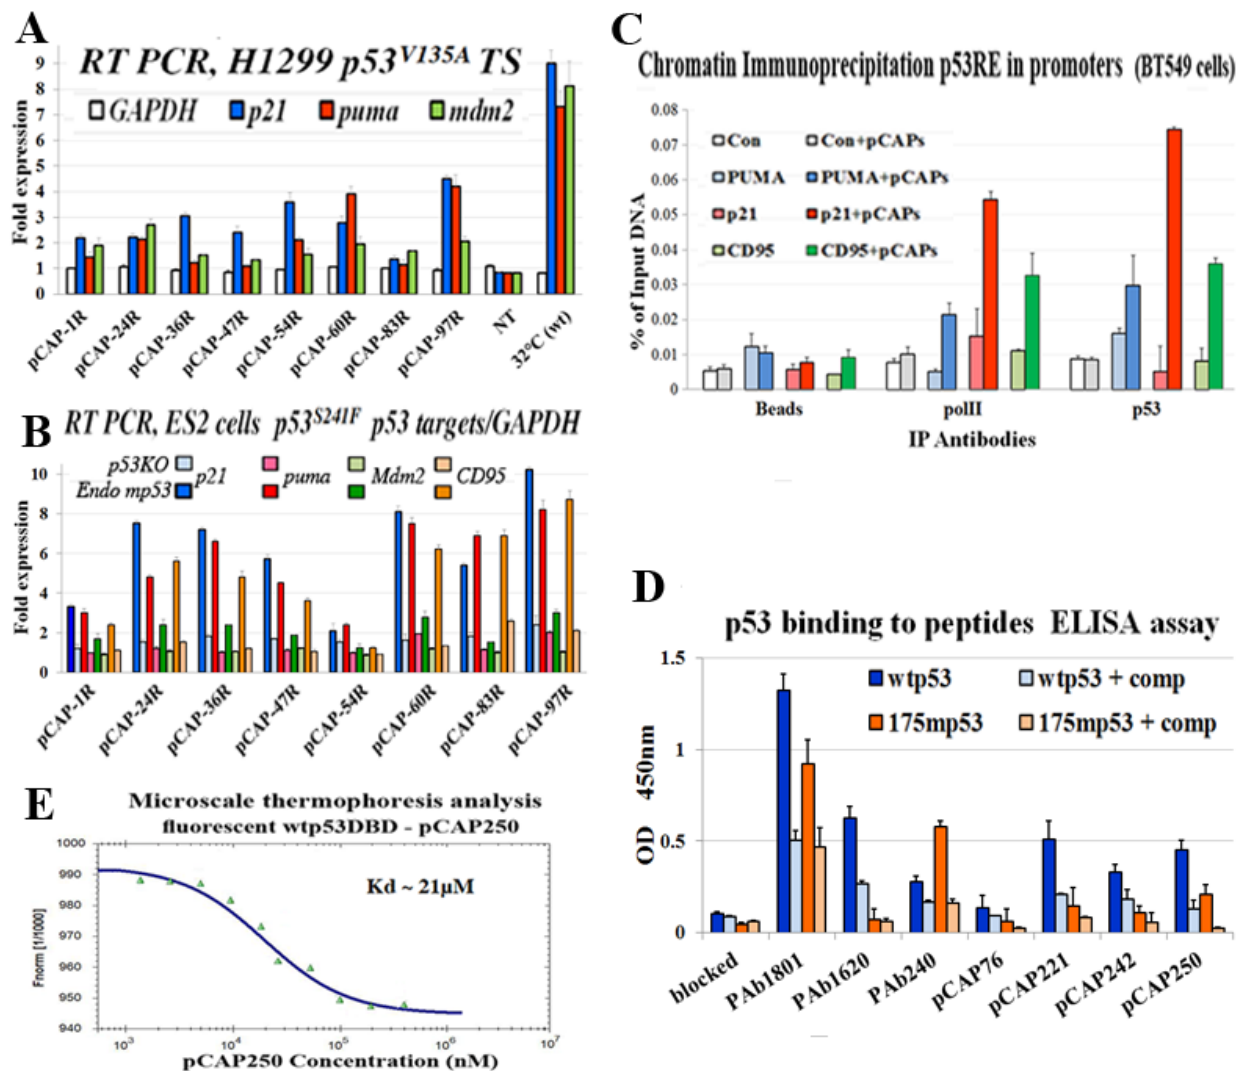 A
RT PCR, H1299 p53V135A TS
GAPDH p21 puma mdm2
Fold expression
9
8
7
6
5
4
3
2
1
0
pCAP-1R pCAP-24R pCAP-36R pCAP-47R pCAP-54R pCAP-60R pCAP-83R pCAP-97R NT 32°C (wt)
B
RT PCR, ES2 cells p53S241F p53 targets/GAPDH
p53KO
Endo mp53
p21 puma Mdm2 CD95
Fold expression
10
8
6
4
2
0
pCAP-1R pCAP-24R pCAP-36R pCAP-47R pCAP-54R pCAP-60R pCAP-83R pCAP-97R
C
Chromatin Immunoprecipitation p53RE in promoters (BT549 cells)
% of Input DNA
0.08
0.07
0.06
0.05
0.04
0.03
0.02
0.01
0
Con Con+pCAPs
PUMA PUMA+pCAPs
p21 p21+pCAPs
CD95 CD95+pCAPs
Beads polII p53
IP Antibodies
D
p53 binding to peptides ELISA assay
OD 450nm
1.5
1
0.5
0
wtp53 wtp53 + comp
175mp53 175mp53 + comp
blocked PAb1801 PAb1620 PAb240 pCAP76 pCAP221 pCAP242 pCAP250
E
Microscale thermophoresis analysis
fluorescent wtp53DBD - pCAP250
Kd ~ 21µM
Fnorm [1/1000]
1000
990
980
970
960
950
940
10³ 10⁴ 10⁵ 10⁶ 10⁷
pCAP250 Concentration (nM)